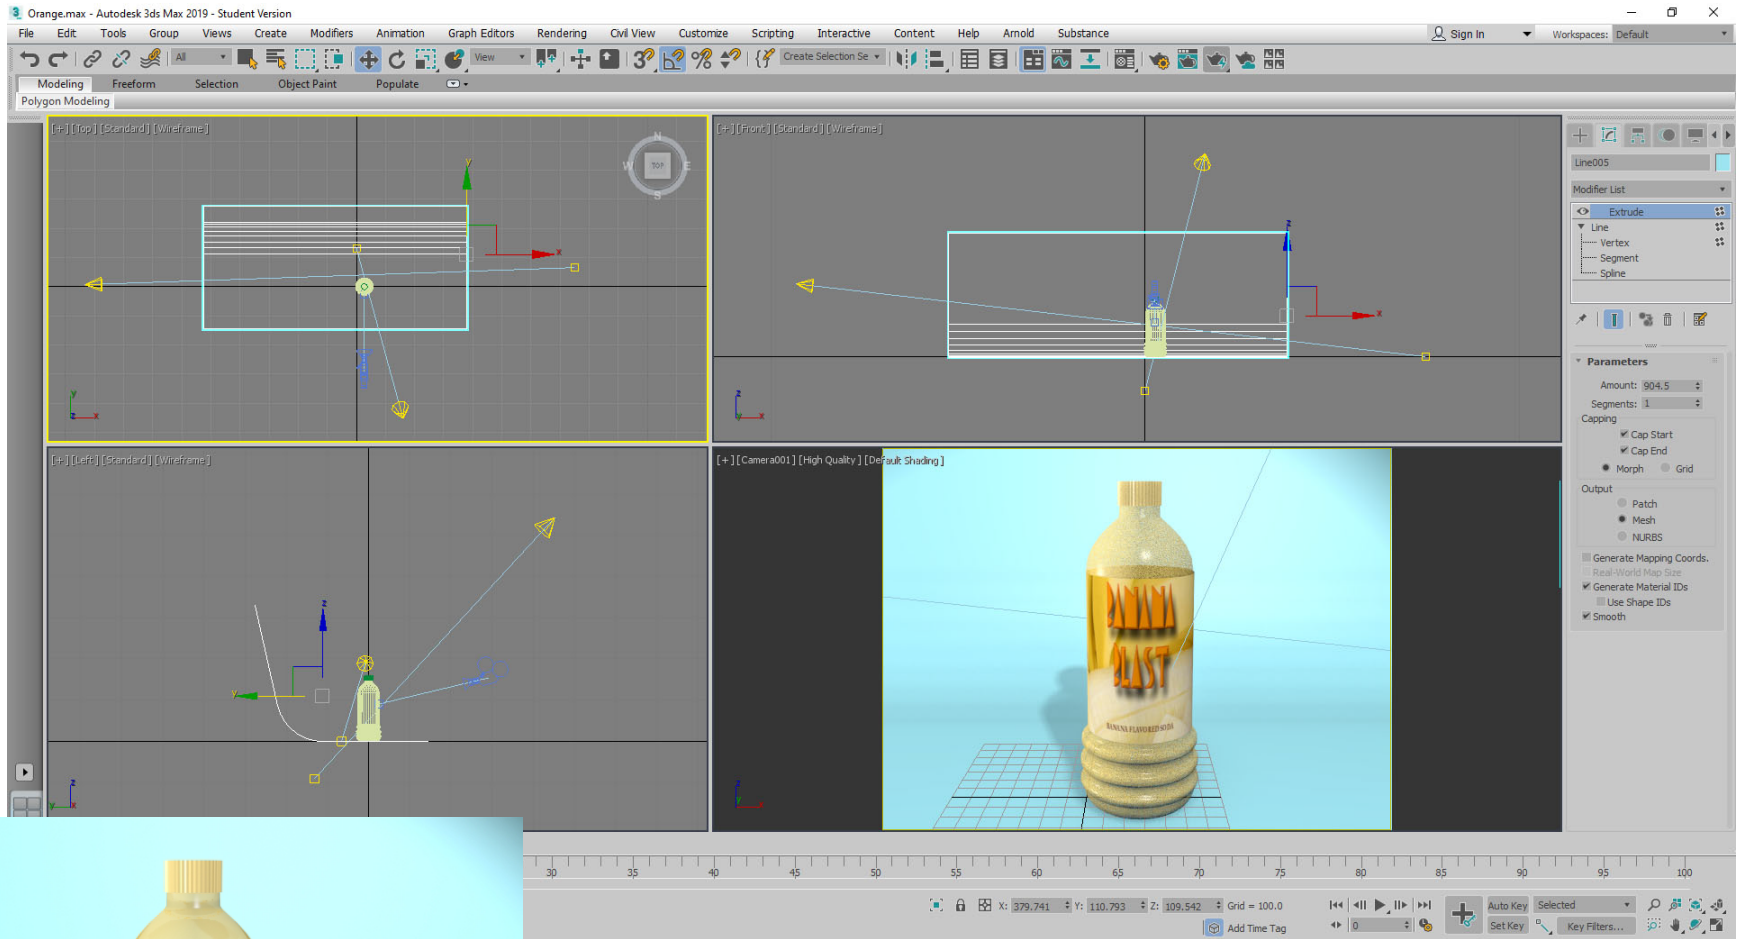 3 Orange.max - Autodesk 3ds Max 2019 - Student Version
File Edit Tools Group Views Create Modifiers Animation Graph Editors Rendering Civil View Customize Scripting Interactive Content Help Arnold Substance Sign In Workspaces: Default
All View Create Selection Se
Modeling Freeform Selection Object Paint Populate
Polygon Modeling
[+] [Top] [Standard] [Wireframe]
N
W TOP E
S
y
x
y
z x
[+] [Front] [Standard] [Wireframe]
z
x
z
y x
[+] [Left] [Standard] [Wireframe]
z
y
z
y x
[+] [Camera001] [High Quality] [Default Shading]
BANANA
BLAST
BANANA FLAVORED SODA
z
y x
Line005
Modifier List
Extrude
Line
Vertex
Segment
Spline
Parameters
Amount: 904.5
Segments: 1
Capping
Cap Start
Cap End
Morph Grid
Output
Patch
Mesh
NURBS
Generate Mapping Coords.
Real-World Map Size
Generate Material IDs
Use Shape IDs
Smooth
30 35 40 45 50 55 60 65 70 75 80 85 90 95 100
X: 379.741 Y: 110.793 Z: 109.542 Grid = 100.0 Auto Key Selected
Add Time Tag 0 Set Key Key Filters...